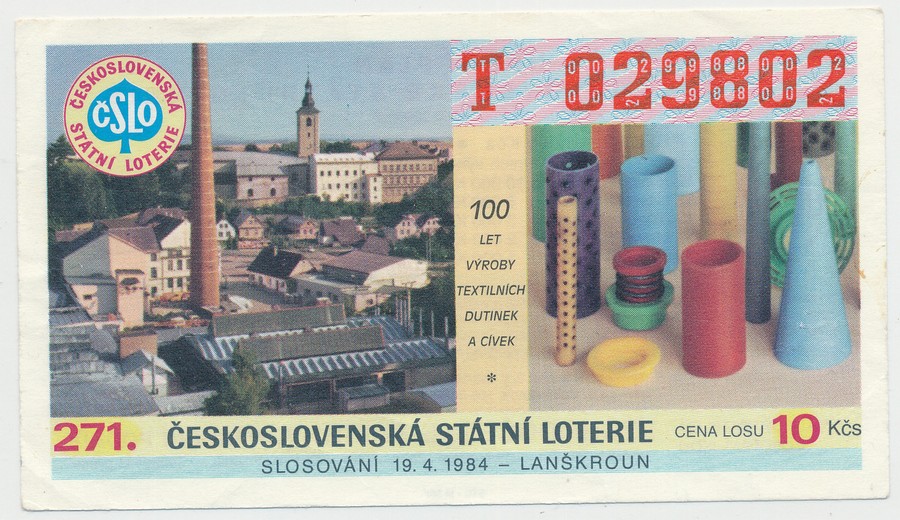 ČESKOSLOVENSKÁ
ČSLO
STÁTNÍ LOTERIE
T 029802
100
LET
VÝROBY
TEXTILNÍCH
DUTINEK
A CÍVEK
*
271. ČESKOSLOVENSKÁ STÁTNÍ LOTERIE CENA LOSU 10 Kčs
SLOSOVÁNÍ 19. 4. 1984 – LANŠKROUN